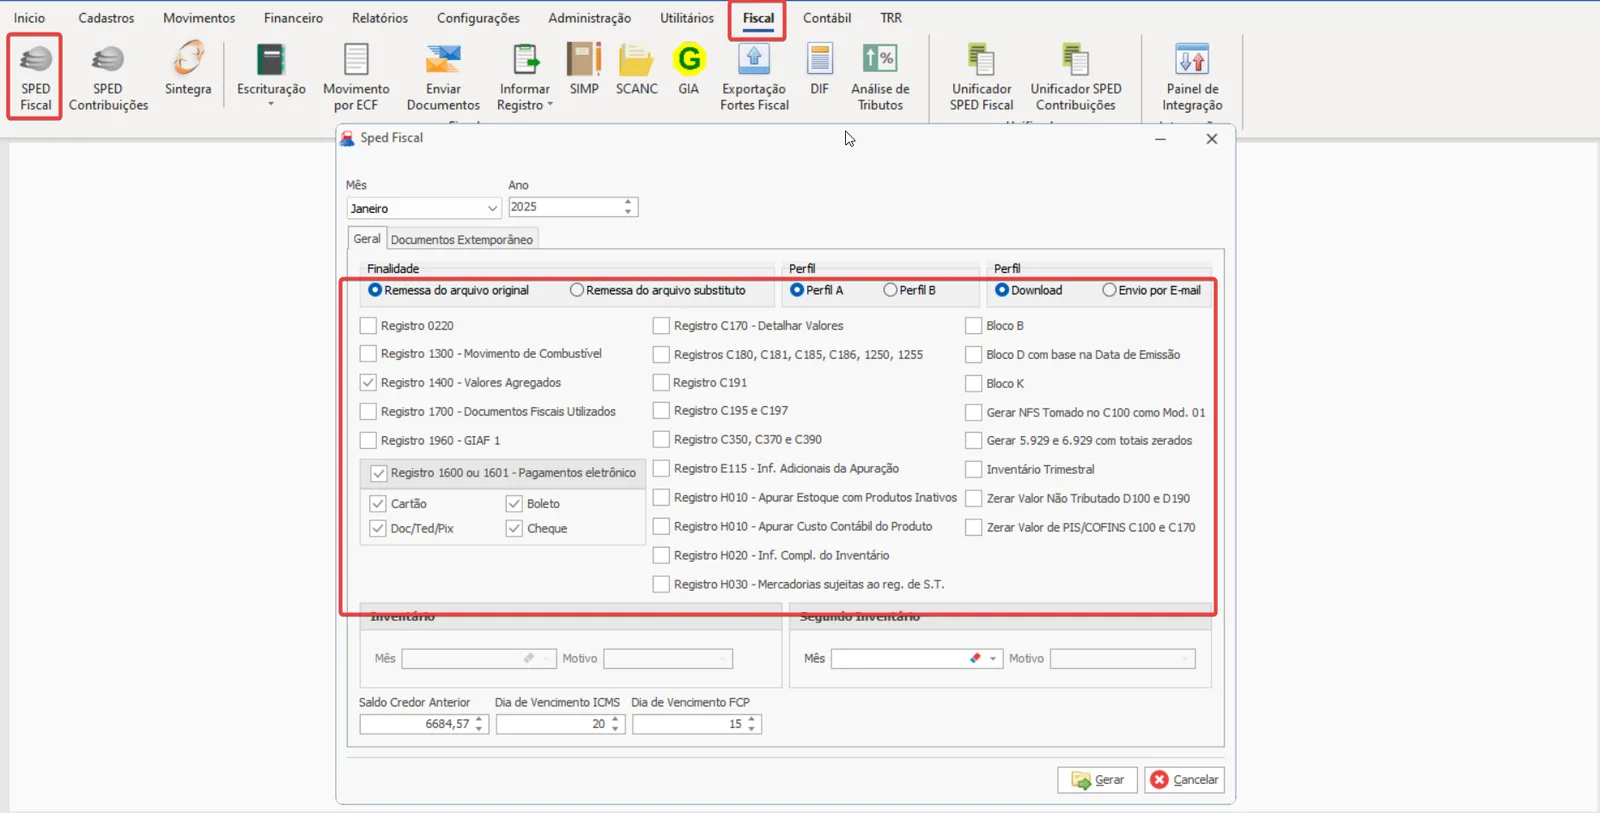 Inicio Cadastros Movimentos Financeiro Relatórios Configurações Administração Utilitários Fiscal Contábil TRR
SPED Fiscal
SPED Contribuições
Sintegra
Escrituração
Movimento por ECF
Enviar Documentos
Informar Registro
SIMP
SCANC
G
GIA
Exportação Fortes Fiscal
DIF
%
Análise de Tributos
Unificador SPED Fiscal
Unificador SPED Contribuições
Painel de Integração
Sped Fiscal
Mês Ano
Janeiro 2025
Geral Documentos Extemporâneo
Finalidade Perfil Perfil
Remessa do arquivo original Remessa do arquivo substituto Perfil A Perfil B Download Envio por E-mail
Registro 0220
Registro 1300 - Movimento de Combustível
Registro 1400 - Valores Agregados
Registro 1700 - Documentos Fiscais Utilizados
Registro 1960 - GIAF 1
Registro 1600 ou 1601 - Pagamentos eletrônico
Cartão Boleto
Doc/Ted/Pix Cheque
Registro C170 - Detalhar Valores
Registros C180, C181, C185, C186, 1250, 1255
Registro C191
Registro C195 e C197
Registro C350, C370 e C390
Registro E115 - Inf. Adicionais da Apuração
Registro H010 - Apurar Estoque com Produtos Inativos
Registro H010 - Apurar Custo Contábil do Produto
Registro H020 - Inf. Compl. do Inventário
Registro H030 - Mercadorias sujeitas ao reg. de S.T.
Bloco B
Bloco D com base na Data de Emissão
Bloco K
Gerar NFS Tomado no C100 como Mod. 01
Gerar 5.929 e 6.929 com totais zerados
Inventário Trimestral
Zerar Valor Não Tributado D100 e D190
Zerar Valor de PIS/COFINS C100 e C170
Inventário Segundo Inventário
Mês Motivo Mês Motivo
Saldo Credor Anterior Dia de Vencimento ICMS Dia de Vencimento FCP
6684,57 20 15
Gerar Cancelar